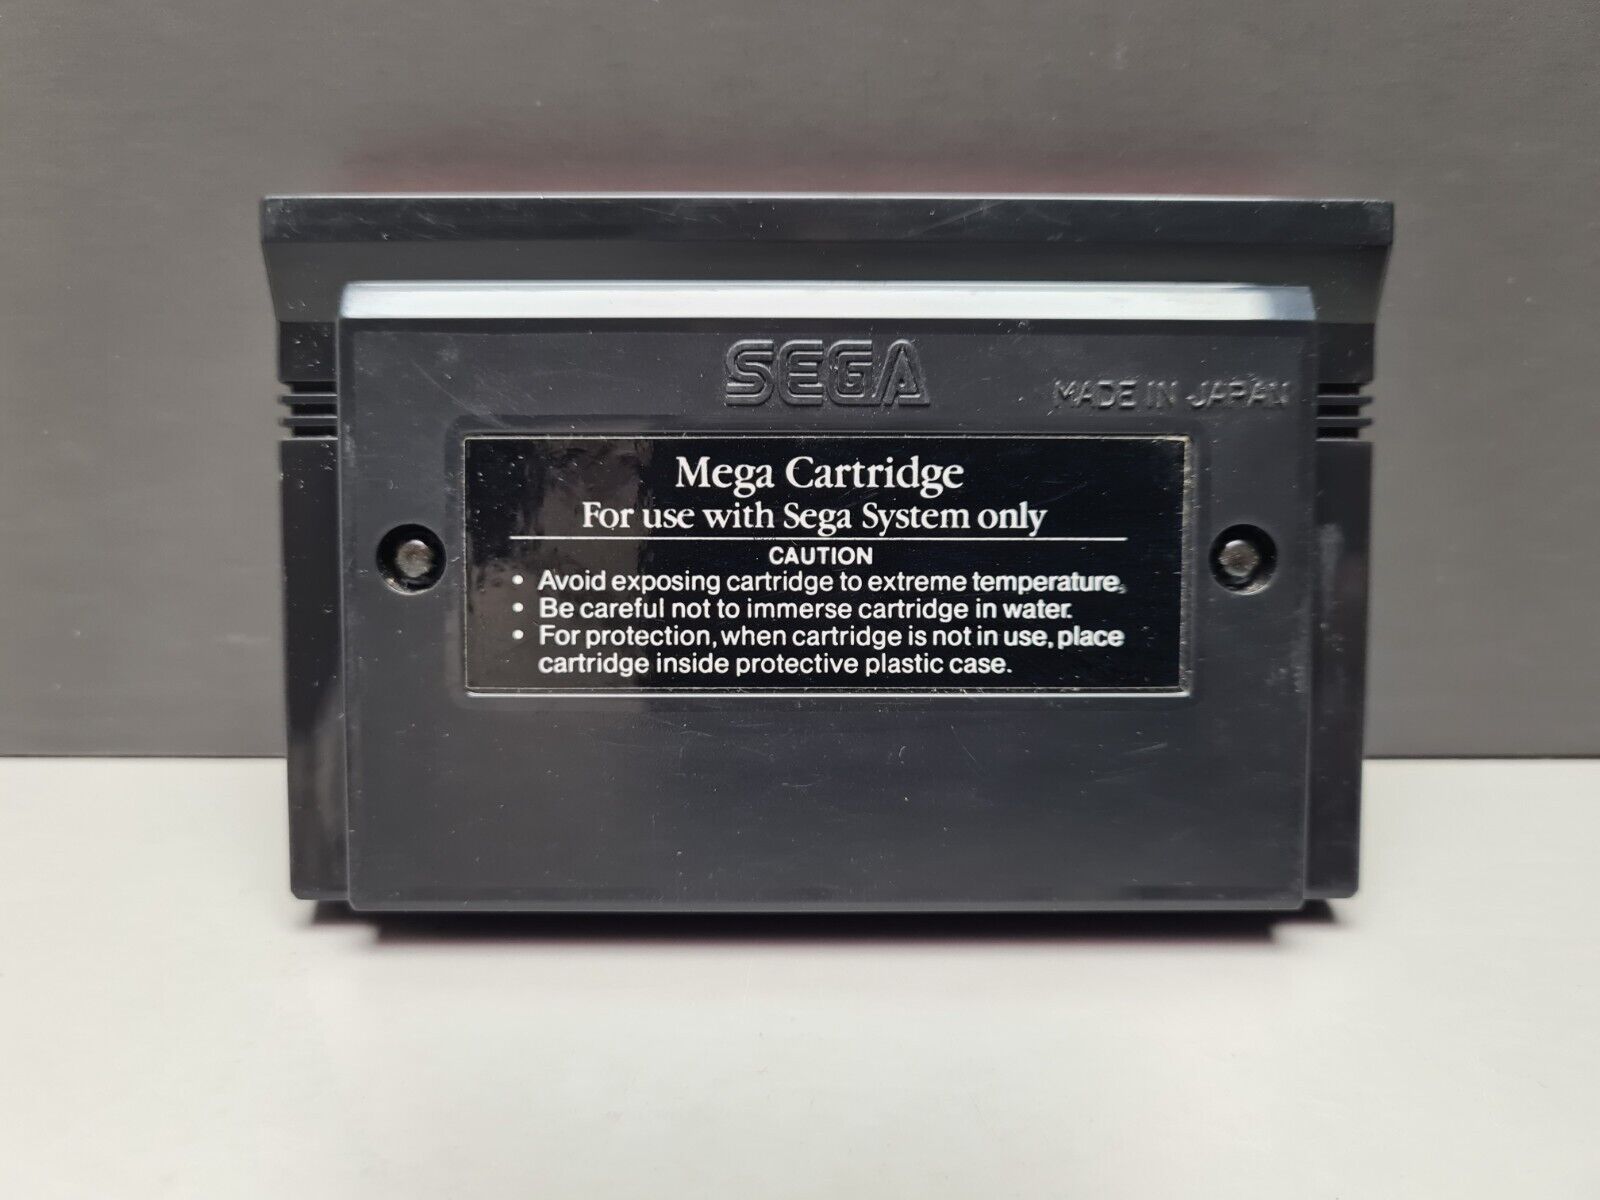 SEGA
MADE IN JAPAN
Mega Cartridge
For use with Sega System only
CAUTION
• Avoid exposing cartridge to extreme temperature.
• Be careful not to immerse cartridge in water.
• For protection, when cartridge is not in use, place
cartridge inside protective plastic case.